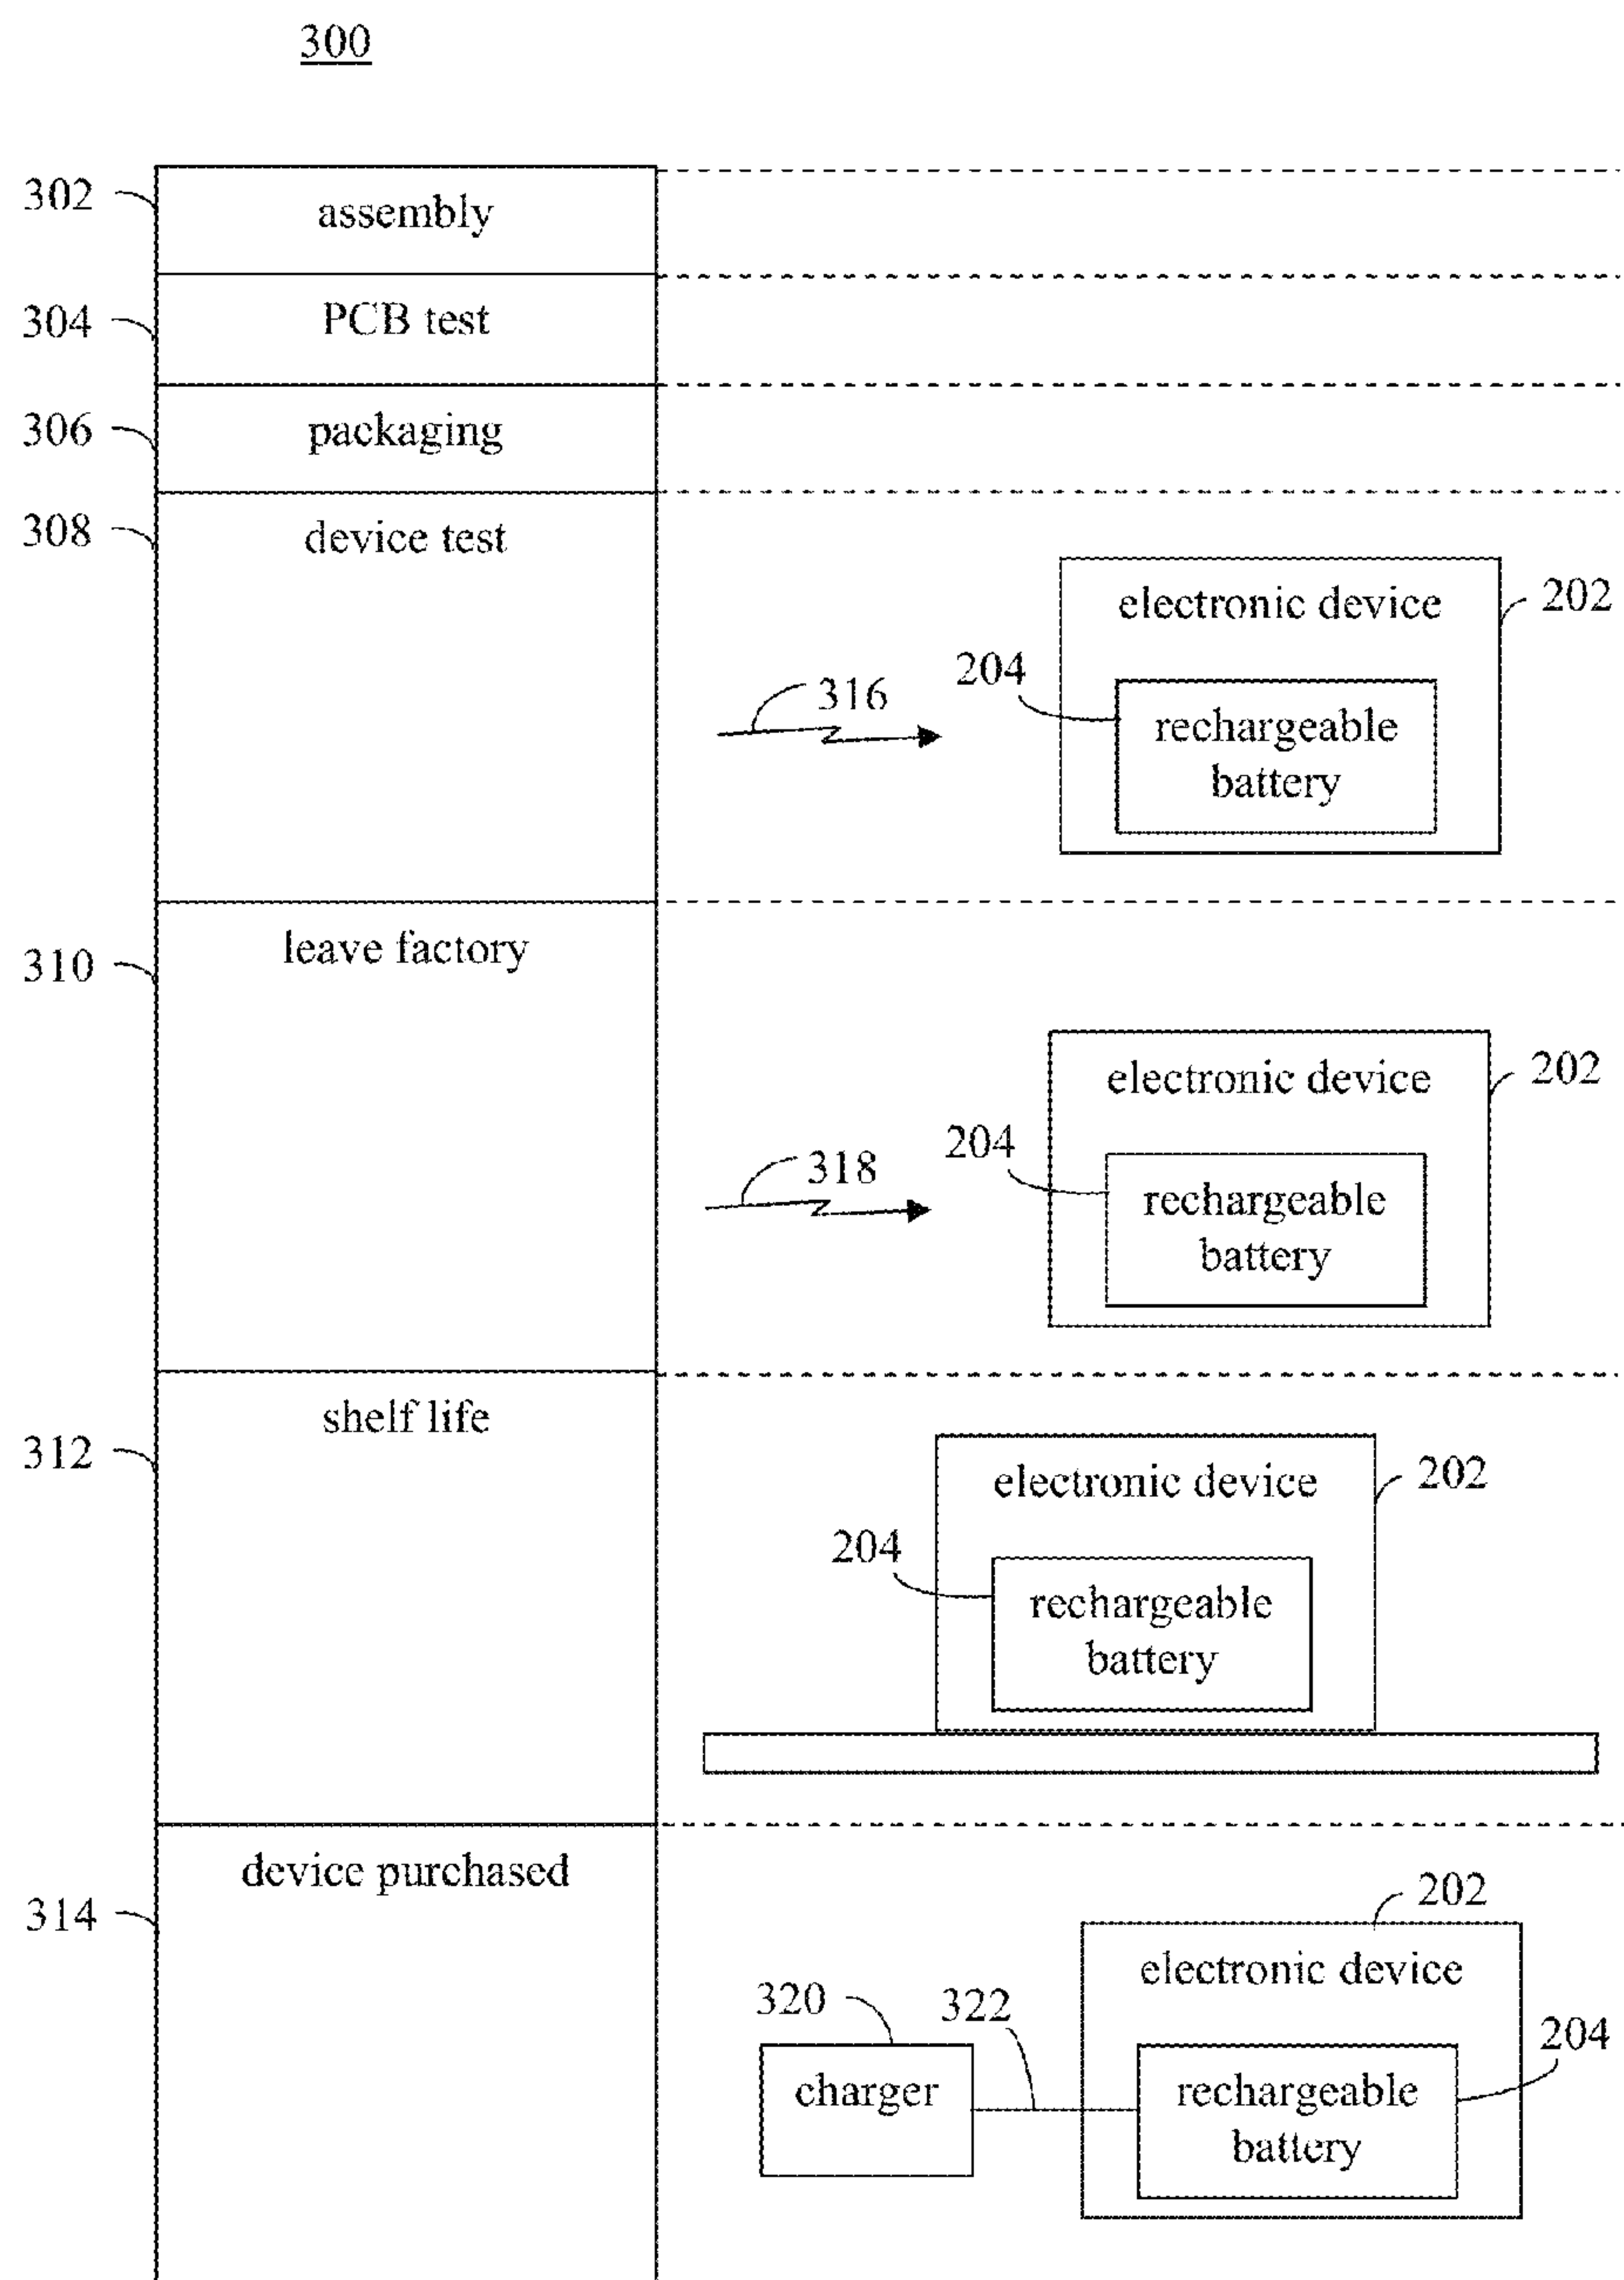 300
302
assembly
304
PCB test
306
packaging
308
device test
electronic device
202
204
316
rechargeable
battery
310
leave factory
electronic device
202
204
318
rechargeable
battery
312
shelf life
electronic device
202
204
rechargeable
battery
314
device purchased
202
electronic device
320
322
204
charger
rechargeable
battery